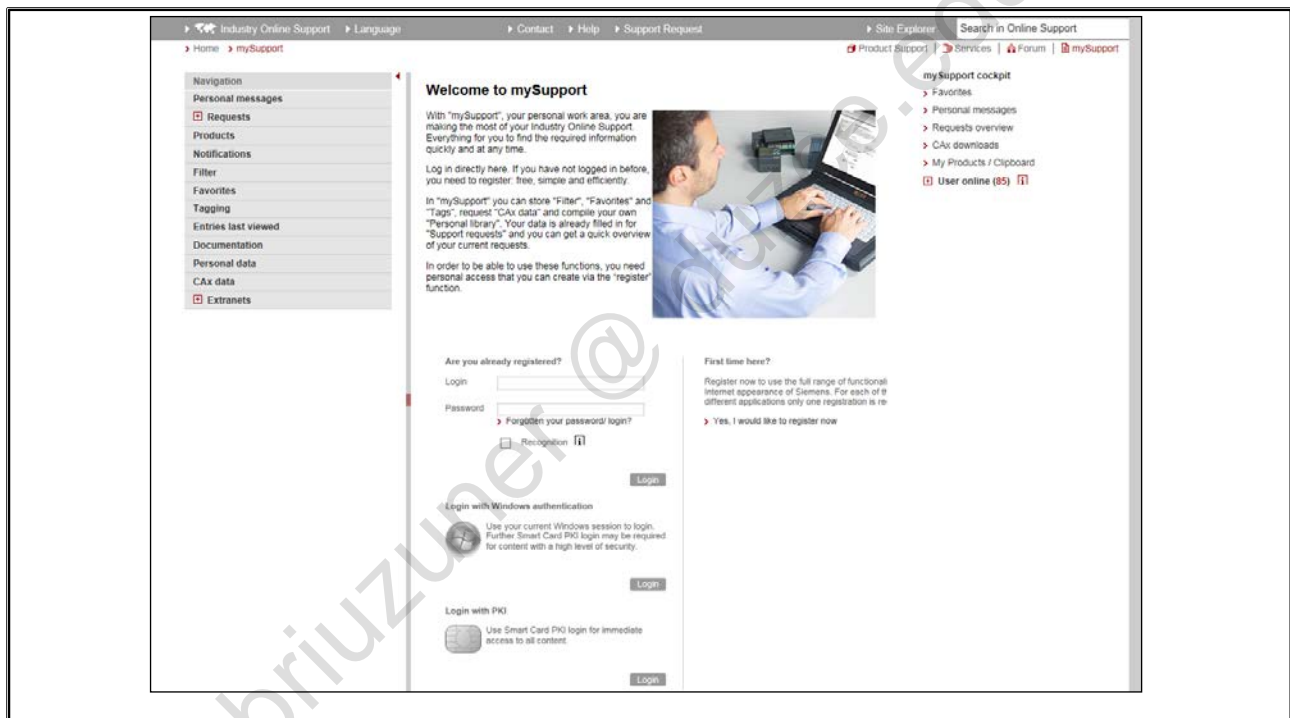 Industry Online Support Language Contact Help Support Request Site Explorer Search in Online Support
Home mySupport Product Support | Services | Forum | mySupport
Navigation
Personal messages
Requests
Products
Notifications
Filter
Favorites
Tagging
Entries last viewed
Documentation
Personal data
CAx data
Extranets
Welcome to mySupport
With "mySupport", your personal work area, you are
making the most of your Industry Online Support.
Everything for you to find the required information
quickly and at any time.
Log in directly here. If you have not logged in before,
you need to register: free, simple and efficiently.
In "mySupport" you can store "Filter", "Favorites" and
"Tags", request "CAx data" and compile your own
"Personal library". Your data is already filled in for
"Support requests" and you can get a quick overview
of your current requests.
In order to be able to use these functions, you need
personal access that you can create via the "register"
function.
mySupport cockpit
Favorites
Personal messages
Requests overview
CAx downloads
My Products / Clipboard
User online (85)
Are you already registered?
Login
Password
Forgotten your password/ login?
Recognition
Login
First time here?
Register now to use the full range of functionali
Internet appearance of Siemens. For each of th
different applications only one registration is re
Yes, I would like to register now
Login with Windows authentication
Use your current Windows session to login.
Further Smart Card PKI login may be required
for content with a high level of security.
Login
Login with PKI
Use Smart Card PKI login for immediate
access to all content.
Login